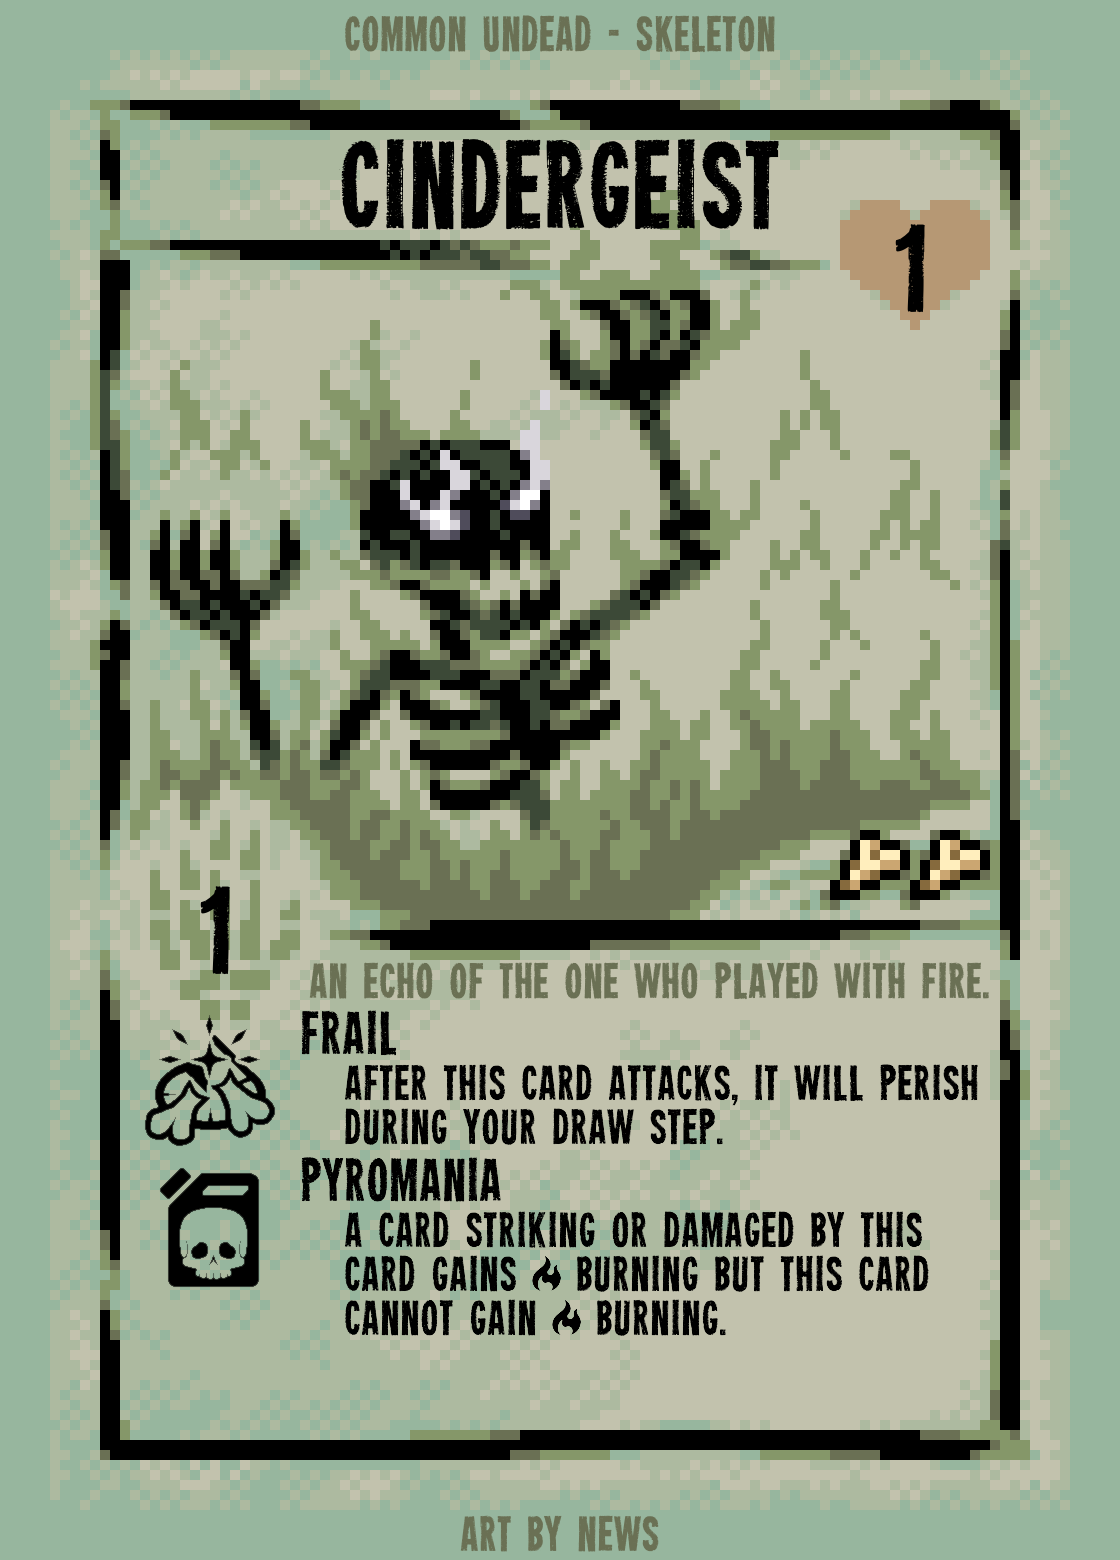 COMMON UNDEAD - SKELETON
CINDERGEIST
1
1
AN ECHO OF THE ONE WHO PLAYED WITH FIRE.
FRAIL
AFTER THIS CARD ATTACKS, IT WILL PERISH
DURING YOUR DRAW STEP.
PYROMANIA
A CARD STRIKING OR DAMAGED BY THIS
CARD GAINS BURNING BUT THIS CARD
CANNOT GAIN BURNING.
ART BY NEWS